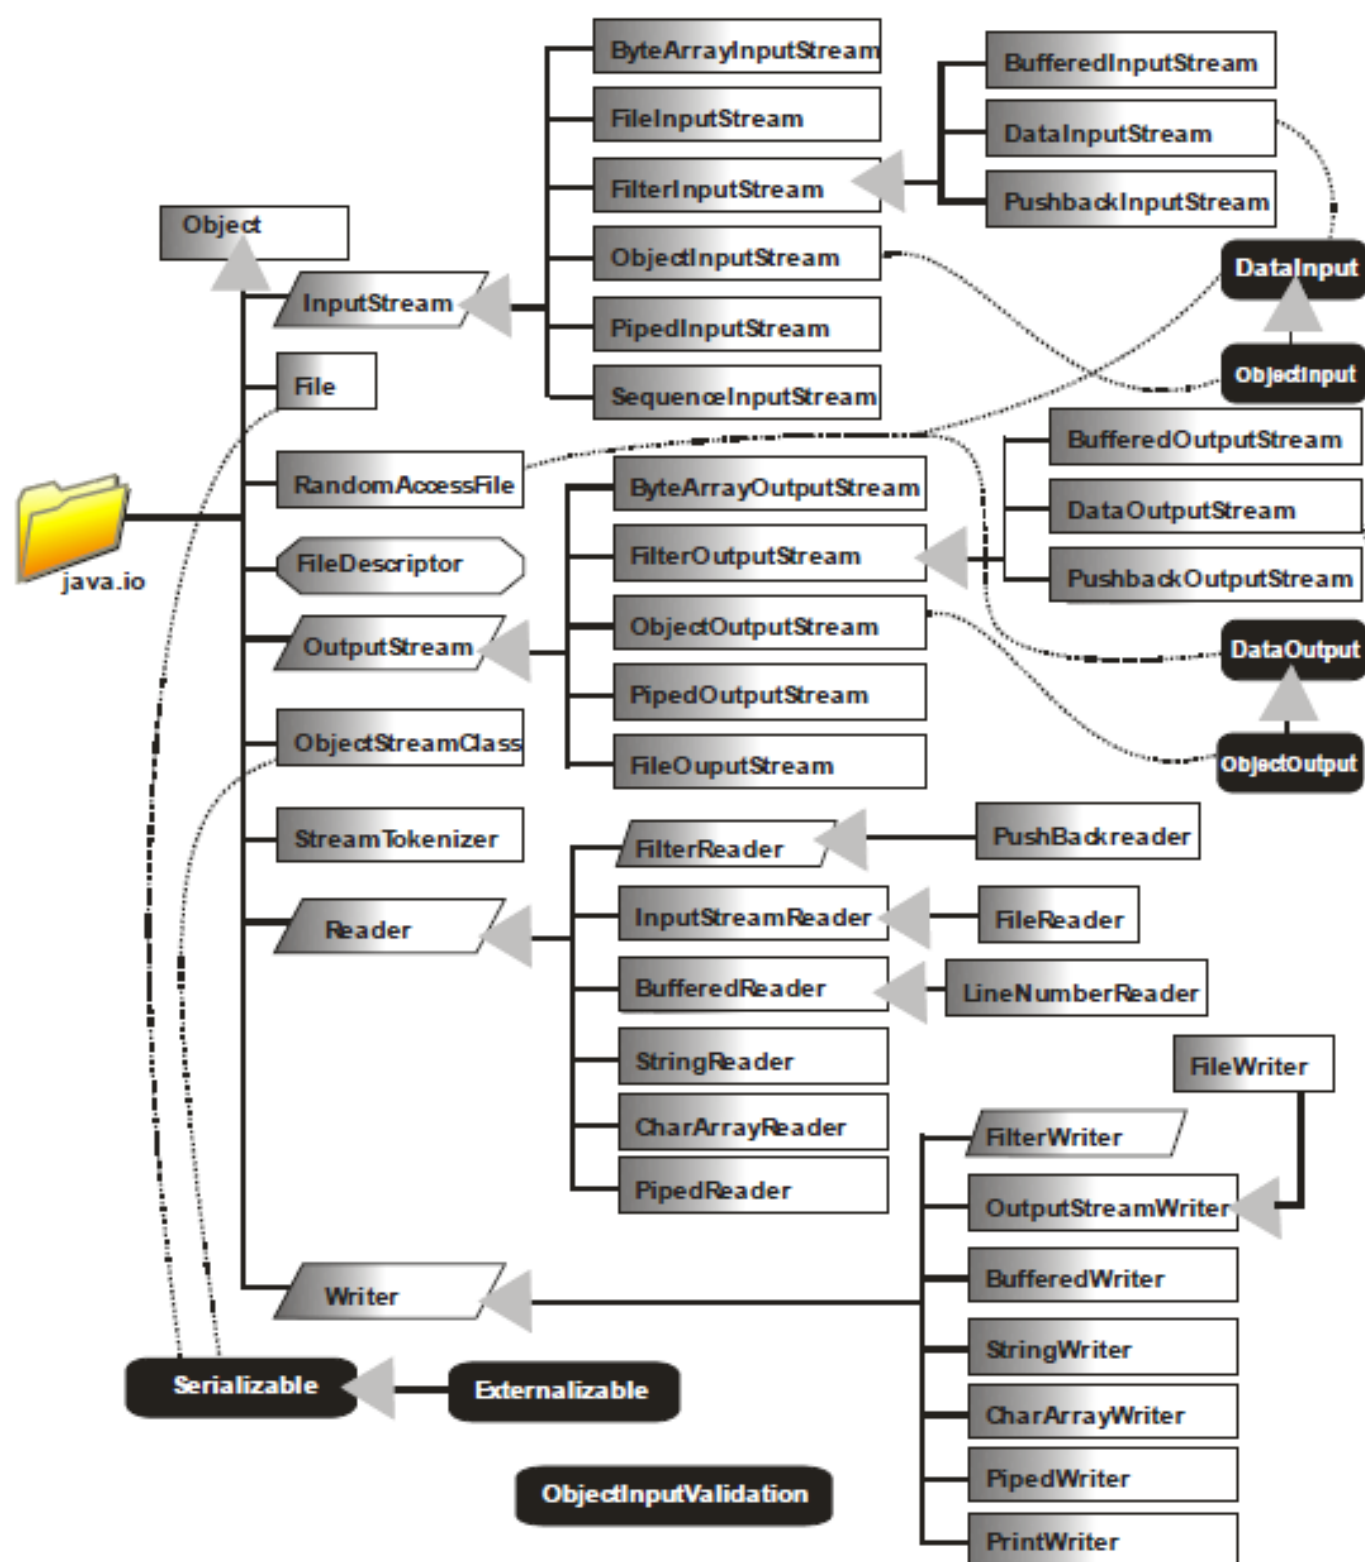 ByteArrayInputStream
BufferedInputStream
FileInputStream
DataInputStream
FilterInputStream
PushbackInputStream
Object
ObjectInputStream
DataInput
InputStream
PipedInputStream
ObjectInput
File
SequenceInputStream
BufferedOutputStream
RandomAccessFile
ByteArrayOutputStream
DataOutputStream
FileDescriptor
FilterOutputStream
PushbackOutputStream
java.io
ObjectOutputStream
OutputStream
DataOutput
PipedOutputStream
ObjectStreamClass
FileOuputStream
ObjectOutput
StreamTokenizer
FilterReader
PushBackreader
Reader
InputStreamReader
FileReader
BufferedReader
LineNumberReader
StringReader
FileWriter
CharArrayReader
FilterWriter
PipedReader
OutputStreamWriter
BufferedWriter
Writer
StringWriter
Serializable
Externalizable
CharArrayWriter
PipedWriter
ObjectInputValidation
PrintWriter